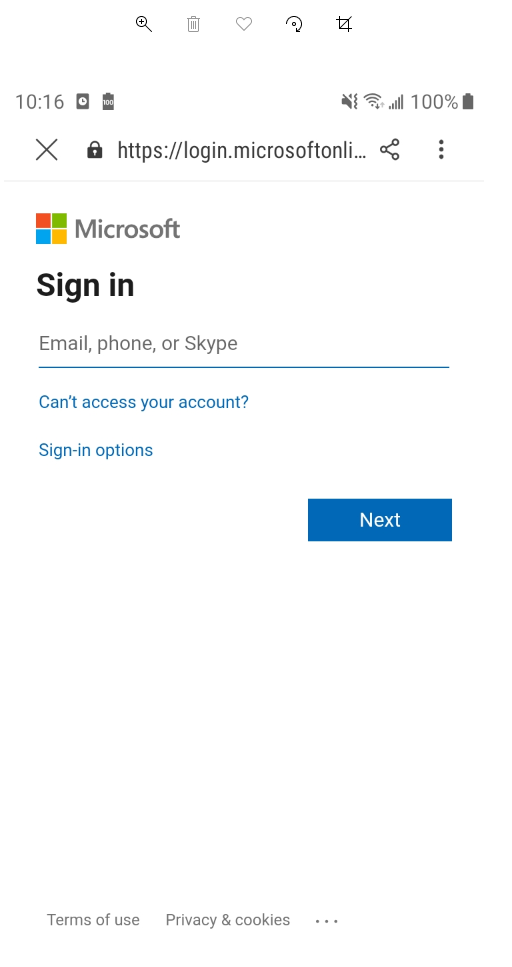 10:16 100 100%
https://login.microsoftonli...
Microsoft
Sign in
Email, phone, or Skype
Can't access your account?
Sign-in options
Next
Terms of use Privacy & cookies ...